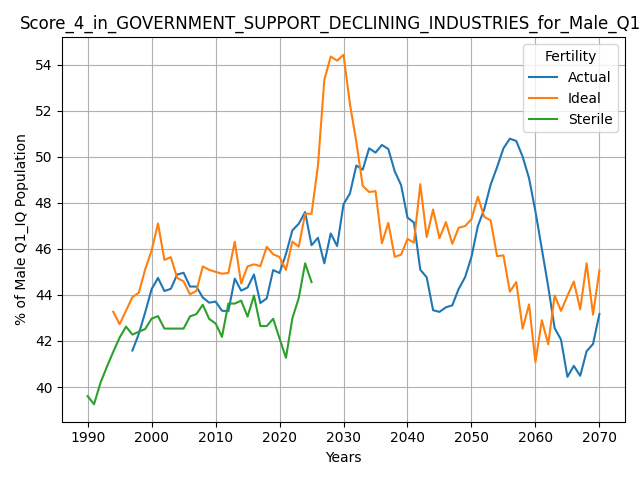 Score_4_in_GOVERNMENT_SUPPORT_DECLINING_INDUSTRIES_for_Male_Q1
Fertility
Actual
Ideal
Sterile
% of Male Q1_IQ Population
54
52
50
48
46
44
42
40
1990 2000 2010 2020 2030 2040 2050 2060 2070
Years